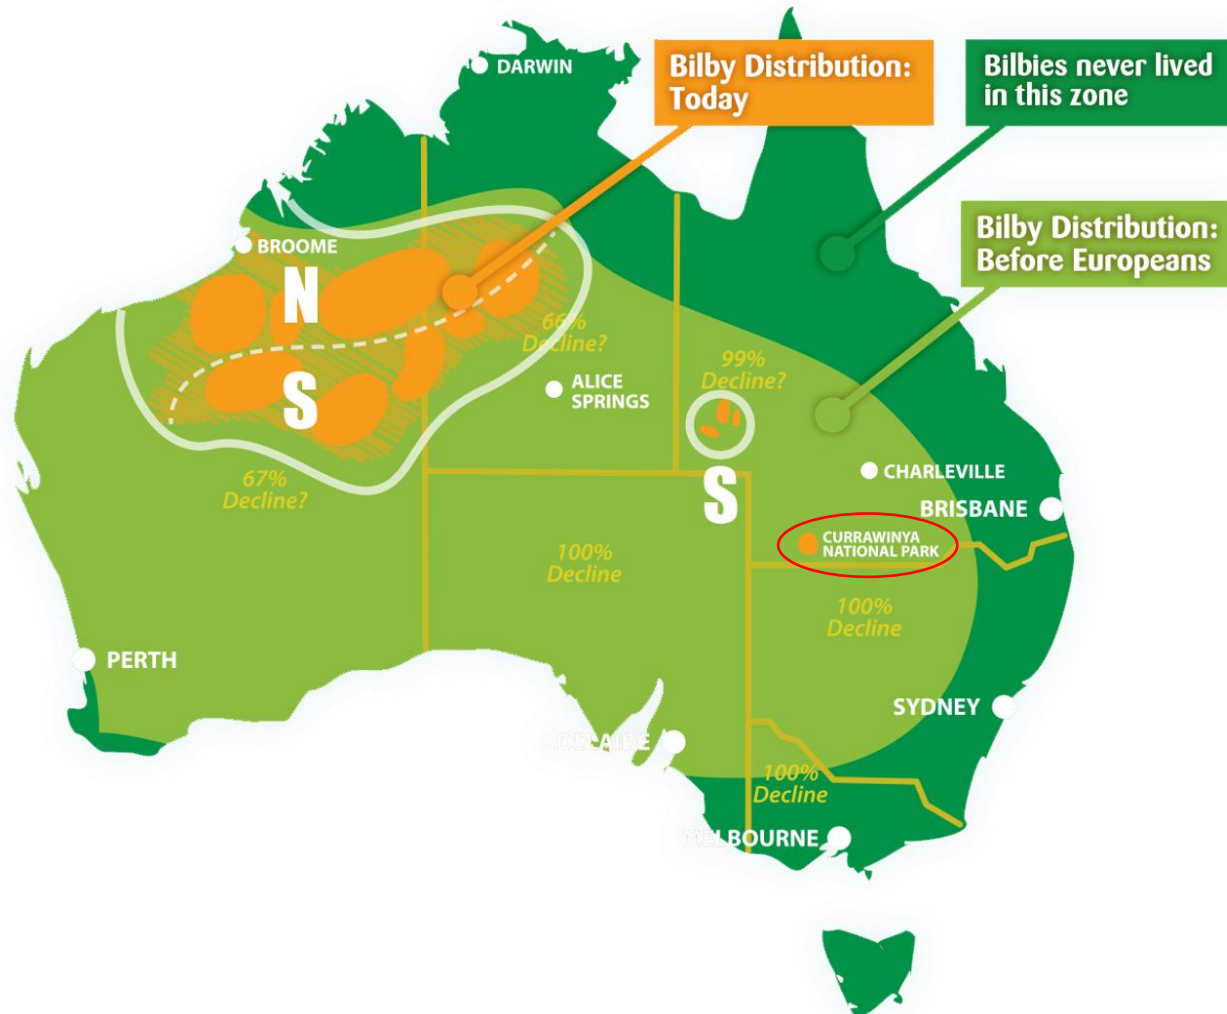 DARWIN
Bilby Distribution:
Today
Bilbies never lived
in this zone
Bilby Distribution:
Before Europeans
BROOME
N
66%
Decline?
99%
Decline?
ALICE
SPRINGS
S
CHARLEVILLE
67%
Decline?
S
BRISBANE
CURRAWINYA
NATIONAL PARK
100%
Decline
100%
Decline
PERTH
SYDNEY
ADELAIDE
100%
Decline
MELBOURNE